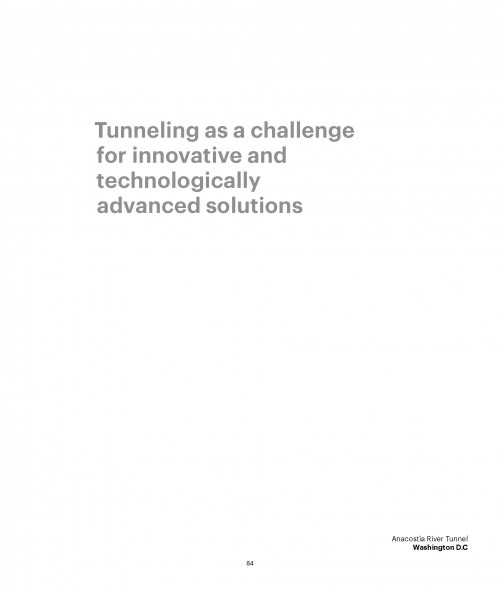 Tunneling as a challenge
for innovative and
technologically
advanced solutions
Anacostia River Tunnel
Washington D.C
84